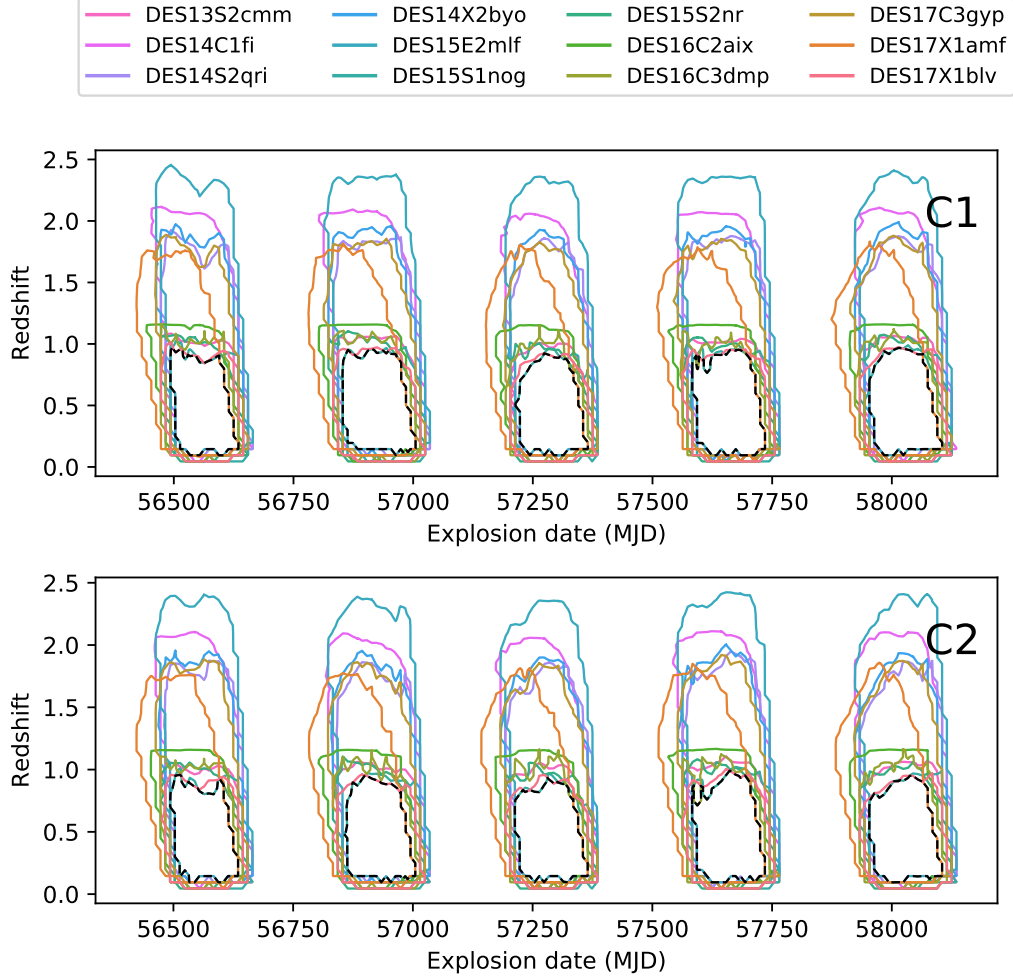 DES13S2cmm DES14X2byo DES15S2nr DES17C3gyp
DES14C1fi DES15E2mlf DES16C2aix DES17X1amf
DES14S2qri DES15S1nog DES16C3dmp DES17X1blv
2.5
2.0
1.5
1.0
0.5
0.0
Redshift
C1
56500 56750 57000 57250 57500 57750 58000
Explosion date (MJD)
2.5
2.0
1.5
1.0
0.5
0.0
Redshift
C2
56500 56750 57000 57250 57500 57750 58000
Explosion date (MJD)